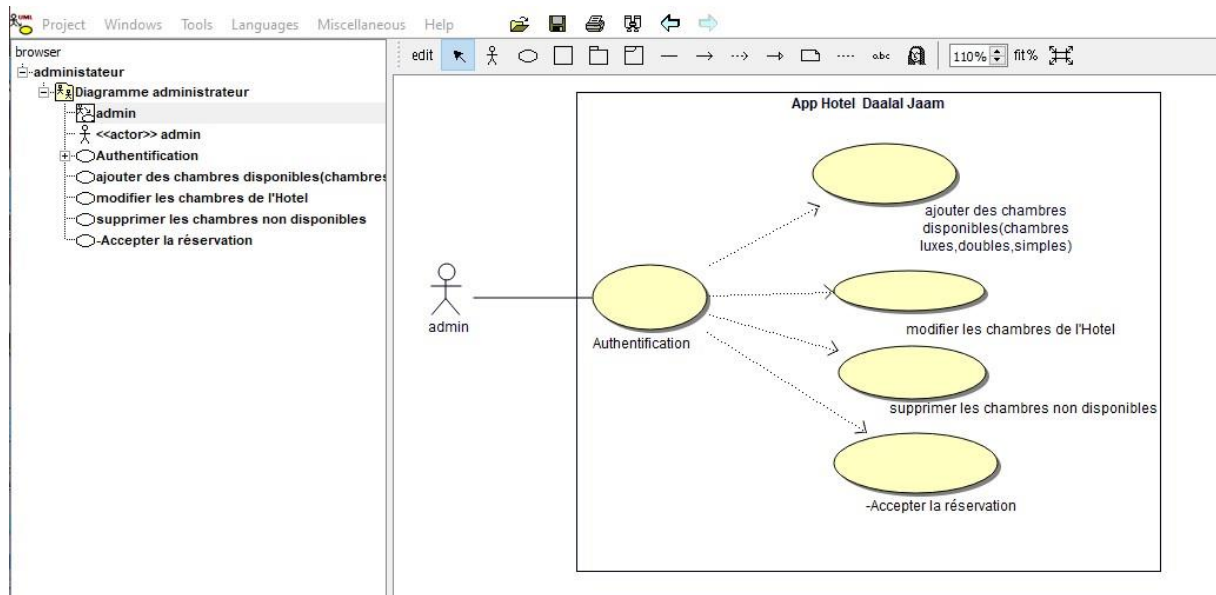 UML
Project Windows Tools Languages Miscellaneous Help
browser
administateur
Diagramme administrateur
admin
<<actor>> admin
Authentification
ajouter des chambres disponibles(chambres
modifier les chambres de l'Hotel
supprimer les chambres non disponibles
-Accepter la réservation
edit
abc
110%
fit%
App Hotel Daalal Jaam
ajouter des chambres
disponibles(chambres
luxes,doubles,simples)
admin
Authentification
modifier les chambres de l'Hotel
supprimer les chambres non disponibles
-Accepter la réservation